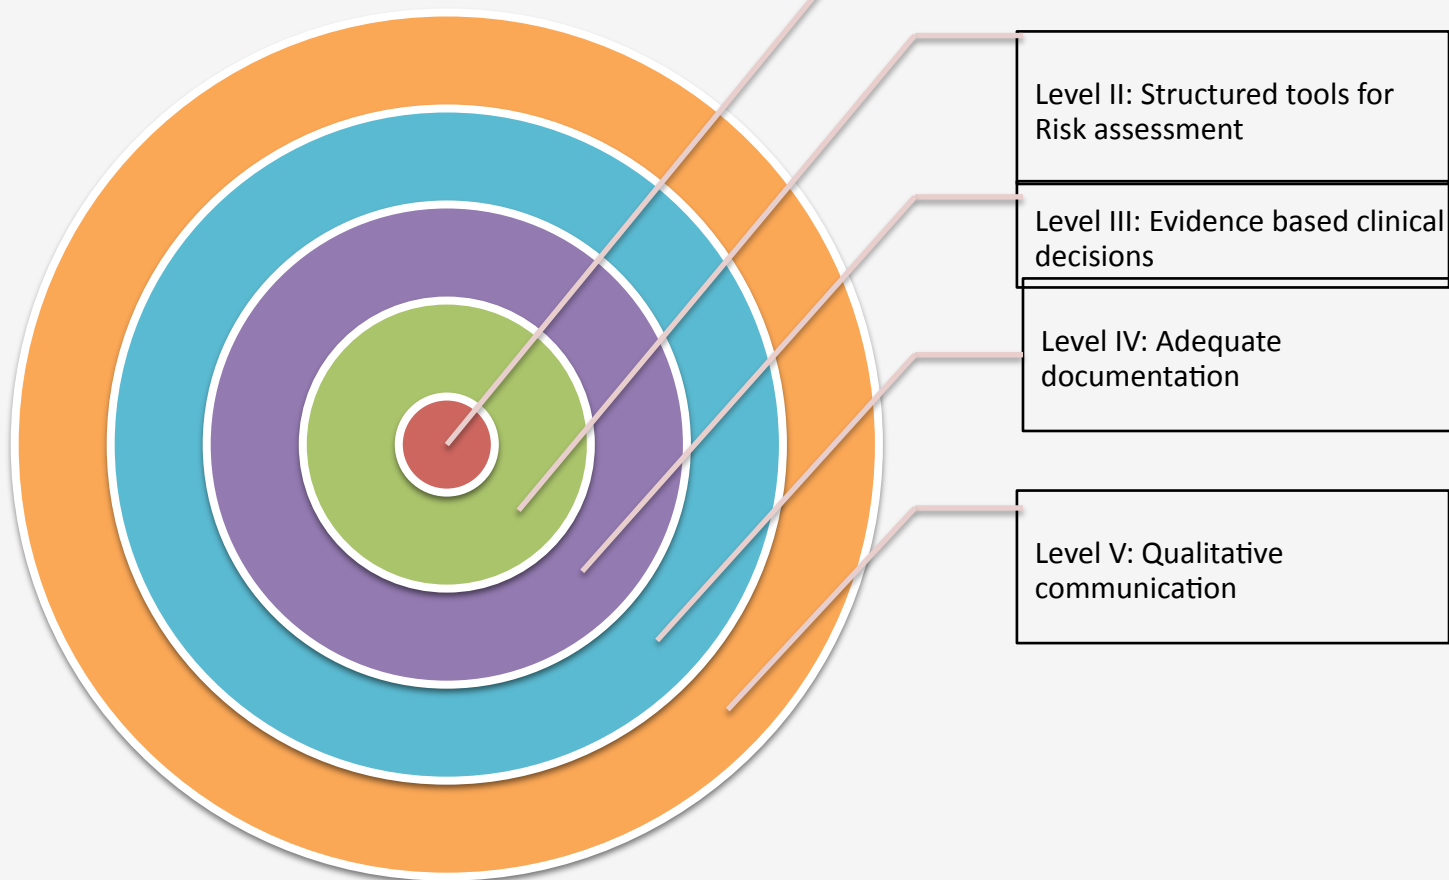 Level II: Structured tools for
Risk assessment
Level III: Evidence based clinical
decisions
Level IV: Adequate
documentation
Level V: Qualitative
communication